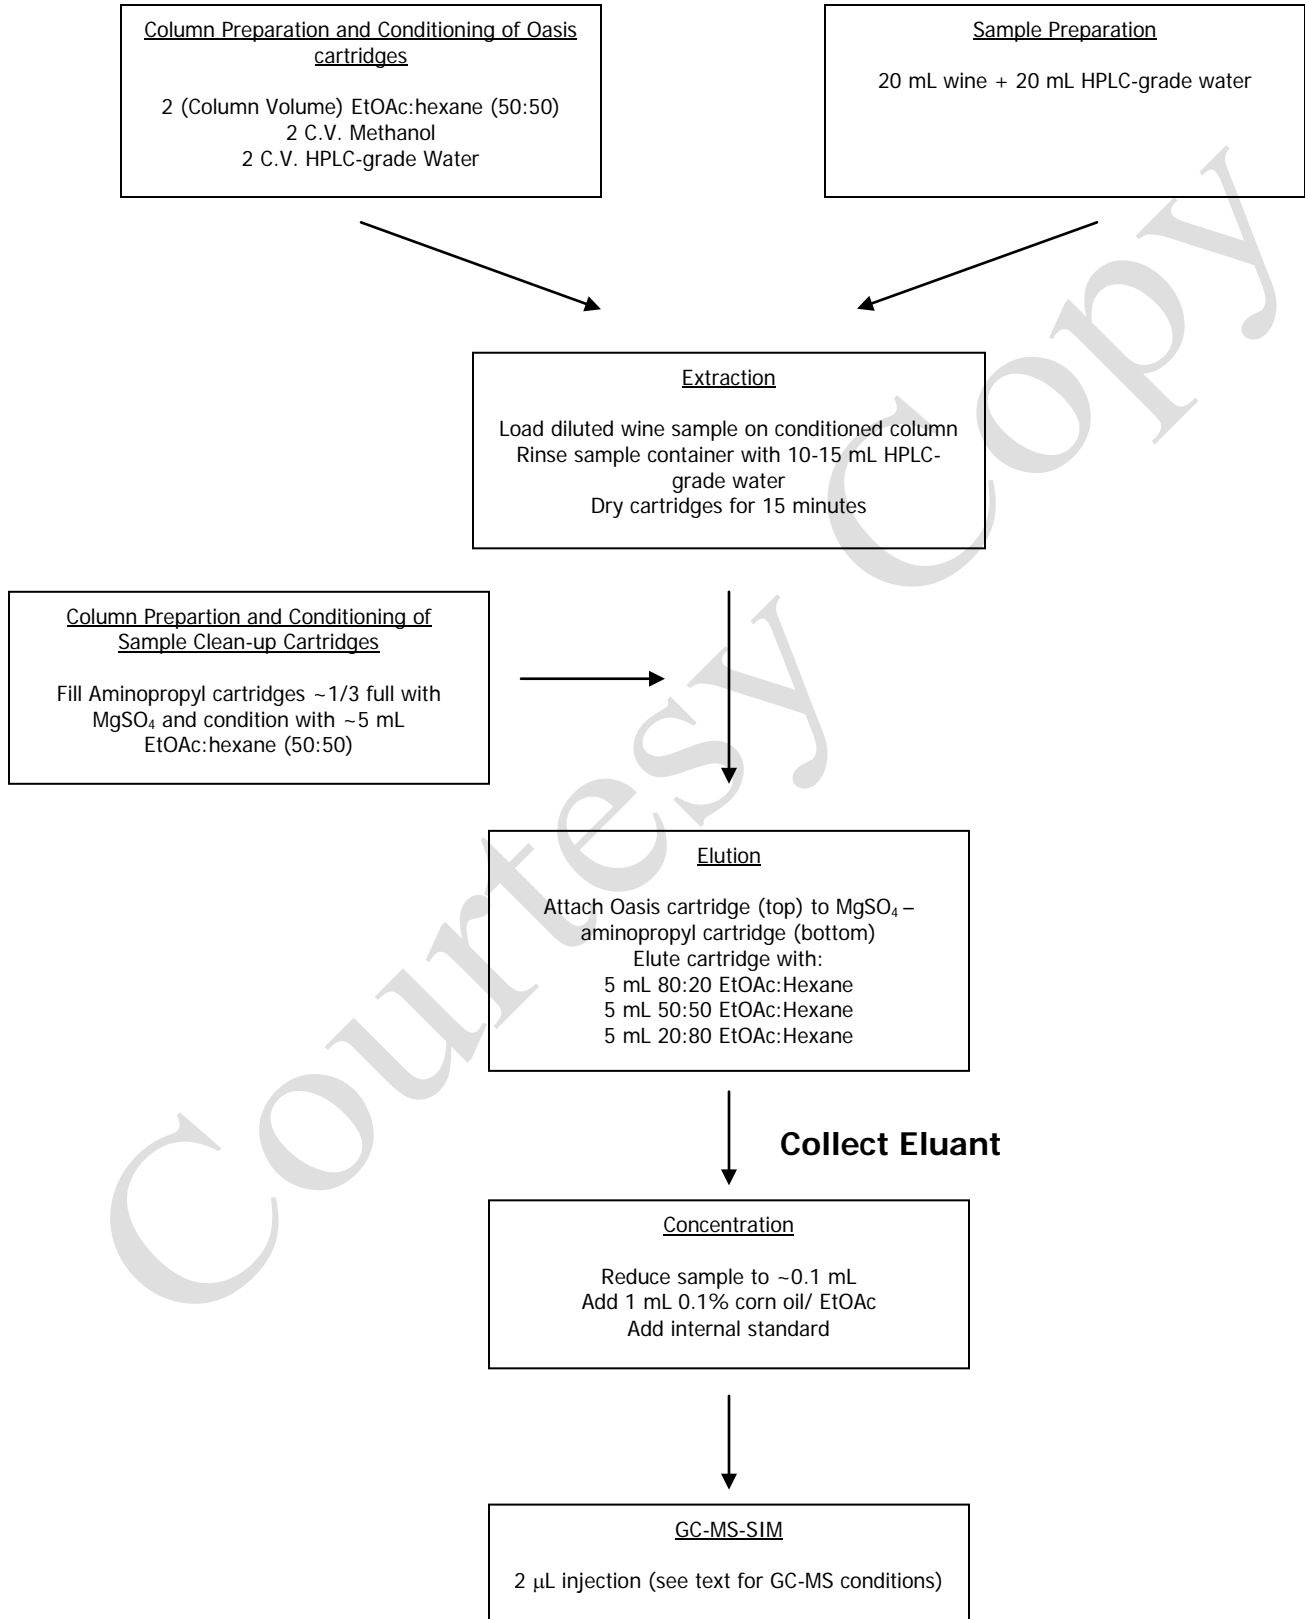 Column Preparation and Conditioning of Oasis
cartridges
2 (Column Volume) EtOAc:hexane (50:50)
2 C.V. Methanol
2 C.V. HPLC-grade Water
Sample Preparation
20 mL wine + 20 mL HPLC-grade water
Extraction
Load diluted wine sample on conditioned column
Rinse sample container with 10-15 mL HPLC-
grade water
Dry cartridges for 15 minutes
Column Prepartion and Conditioning of
Sample Clean-up Cartridges
Fill Aminopropyl cartridges ~1/3 full with
MgSO₄ and condition with ~5 mL
EtOAc:hexane (50:50)
Elution
Attach Oasis cartridge (top) to MgSO₄ –
aminopropyl cartridge (bottom)
Elute cartridge with:
5 mL 80:20 EtOAc:Hexane
5 mL 50:50 EtOAc:Hexane
5 mL 20:80 EtOAc:Hexane
Collect Eluant
Concentration
Reduce sample to ~0.1 mL
Add 1 mL 0.1% corn oil/ EtOAc
Add internal standard
GC-MS-SIM
2 μL injection (see text for GC-MS conditions)
Courtesy Copy